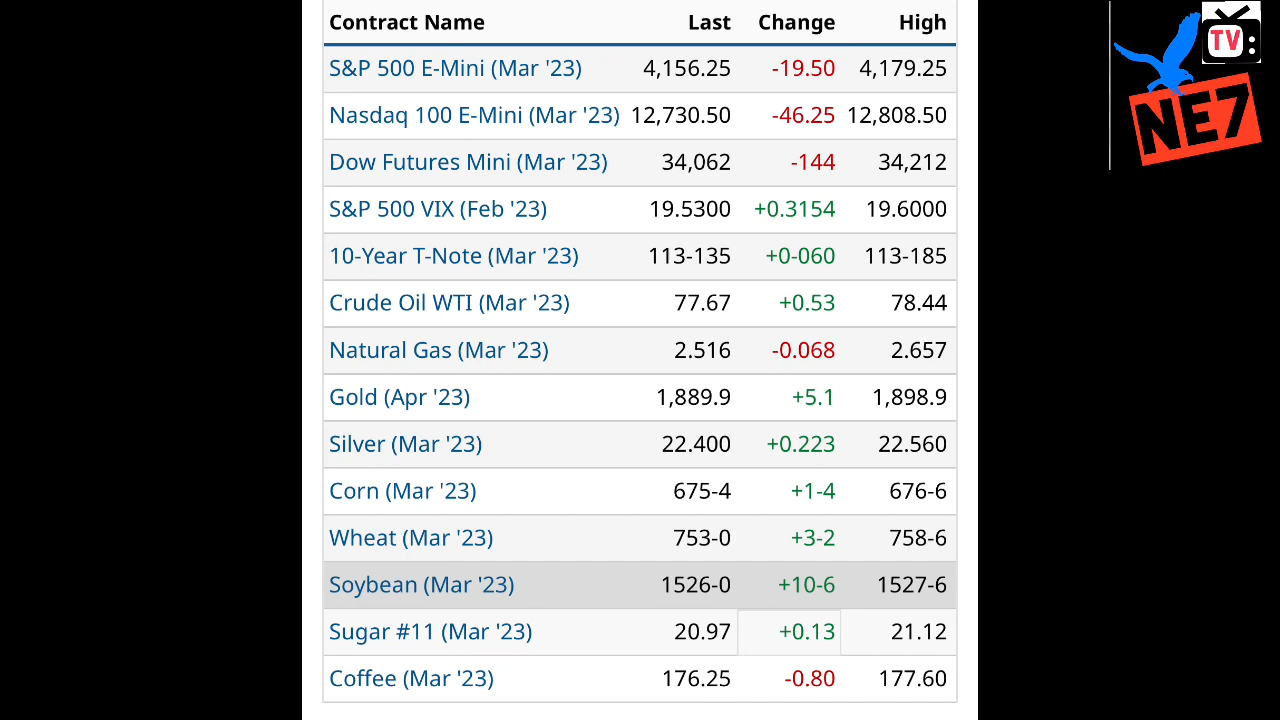 Contract Name Last Change High
S&P 500 E-Mini (Mar '23) 4,156.25 -19.50 4,179.25
Nasdaq 100 E-Mini (Mar '23) 12,730.50 -46.25 12,808.50
Dow Futures Mini (Mar '23) 34,062 -144 34,212
S&P 500 VIX (Feb '23) 19.5300 +0.3154 19.6000
10-Year T-Note (Mar '23) 113-135 +0-060 113-185
Crude Oil WTI (Mar '23) 77.67 +0.53 78.44
Natural Gas (Mar '23) 2.516 -0.068 2.657
Gold (Apr '23) 1,889.9 +5.1 1,898.9
Silver (Mar '23) 22.400 +0.223 22.560
Corn (Mar '23) 675-4 +1-4 676-6
Wheat (Mar '23) 753-0 +3-2 758-6
Soybean (Mar '23) 1526-0 +10-6 1527-6
Sugar #11 (Mar '23) 20.97 +0.13 21.12
Coffee (Mar '23) 176.25 -0.80 177.60
TV
NE7